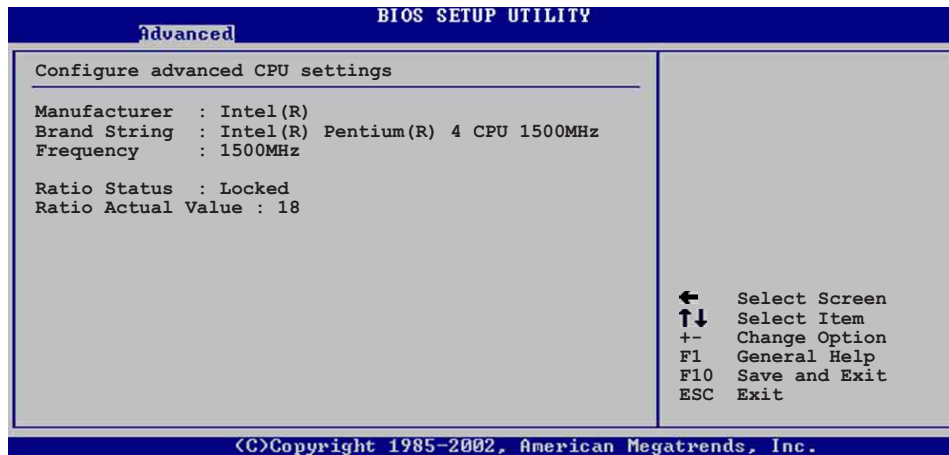 BIOS SETUP UTILITY
Advanced
Configure advanced CPU settings
Manufacturer : Intel(R)
Brand String : Intel(R) Pentium(R) 4 CPU 1500MHz
Frequency : 1500MHz
Ratio Status : Locked
Ratio Actual Value : 18
← Select Screen
↑↓ Select Item
+- Change Option
F1 General Help
F10 Save and Exit
ESC Exit
(C)Copyright 1985-2002, American Megatrends, Inc.